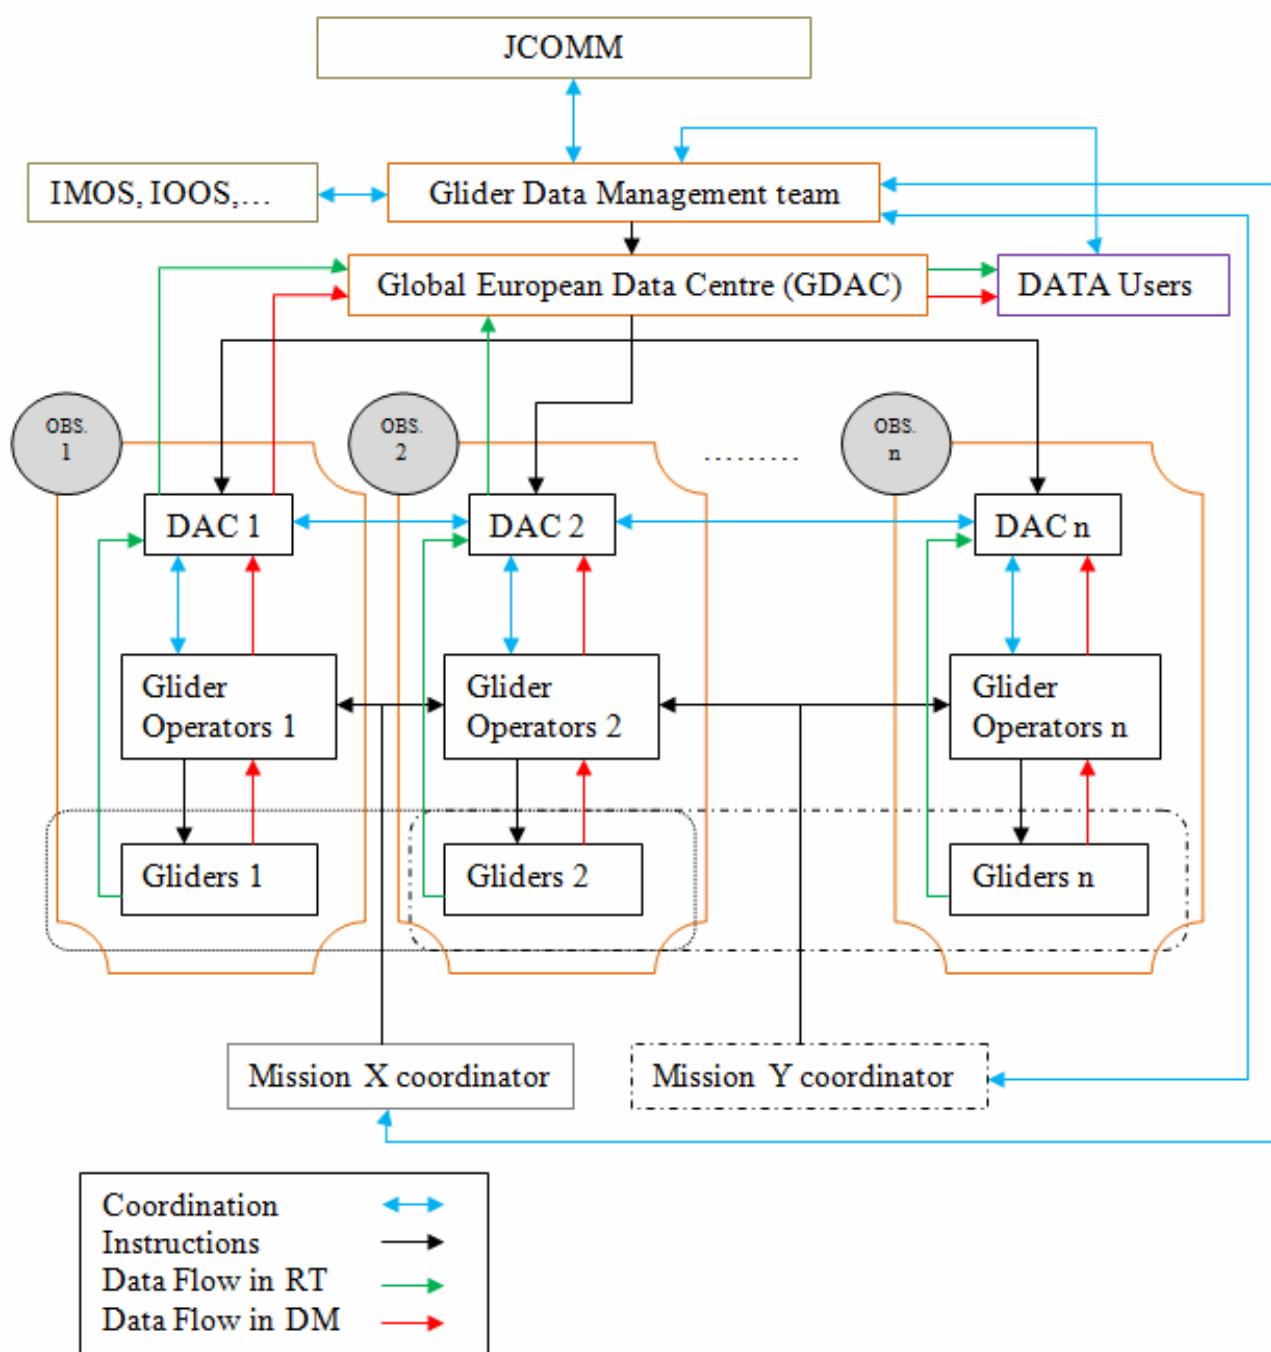 JCOMM
IMOS, IOOS,...
Glider Data Management team
Global European Data Centre (GDAC)
DATA Users
OBS.
1
OBS.
2
.........
OBS.
n
DAC 1
DAC 2
DAC n
Glider
Operators 1
Glider
Operators 2
Glider
Operators n
Gliders 1
Gliders 2
Gliders n
Mission X coordinator
Mission Y coordinator
Coordination
Instructions
Data Flow in RT
Data Flow in DM